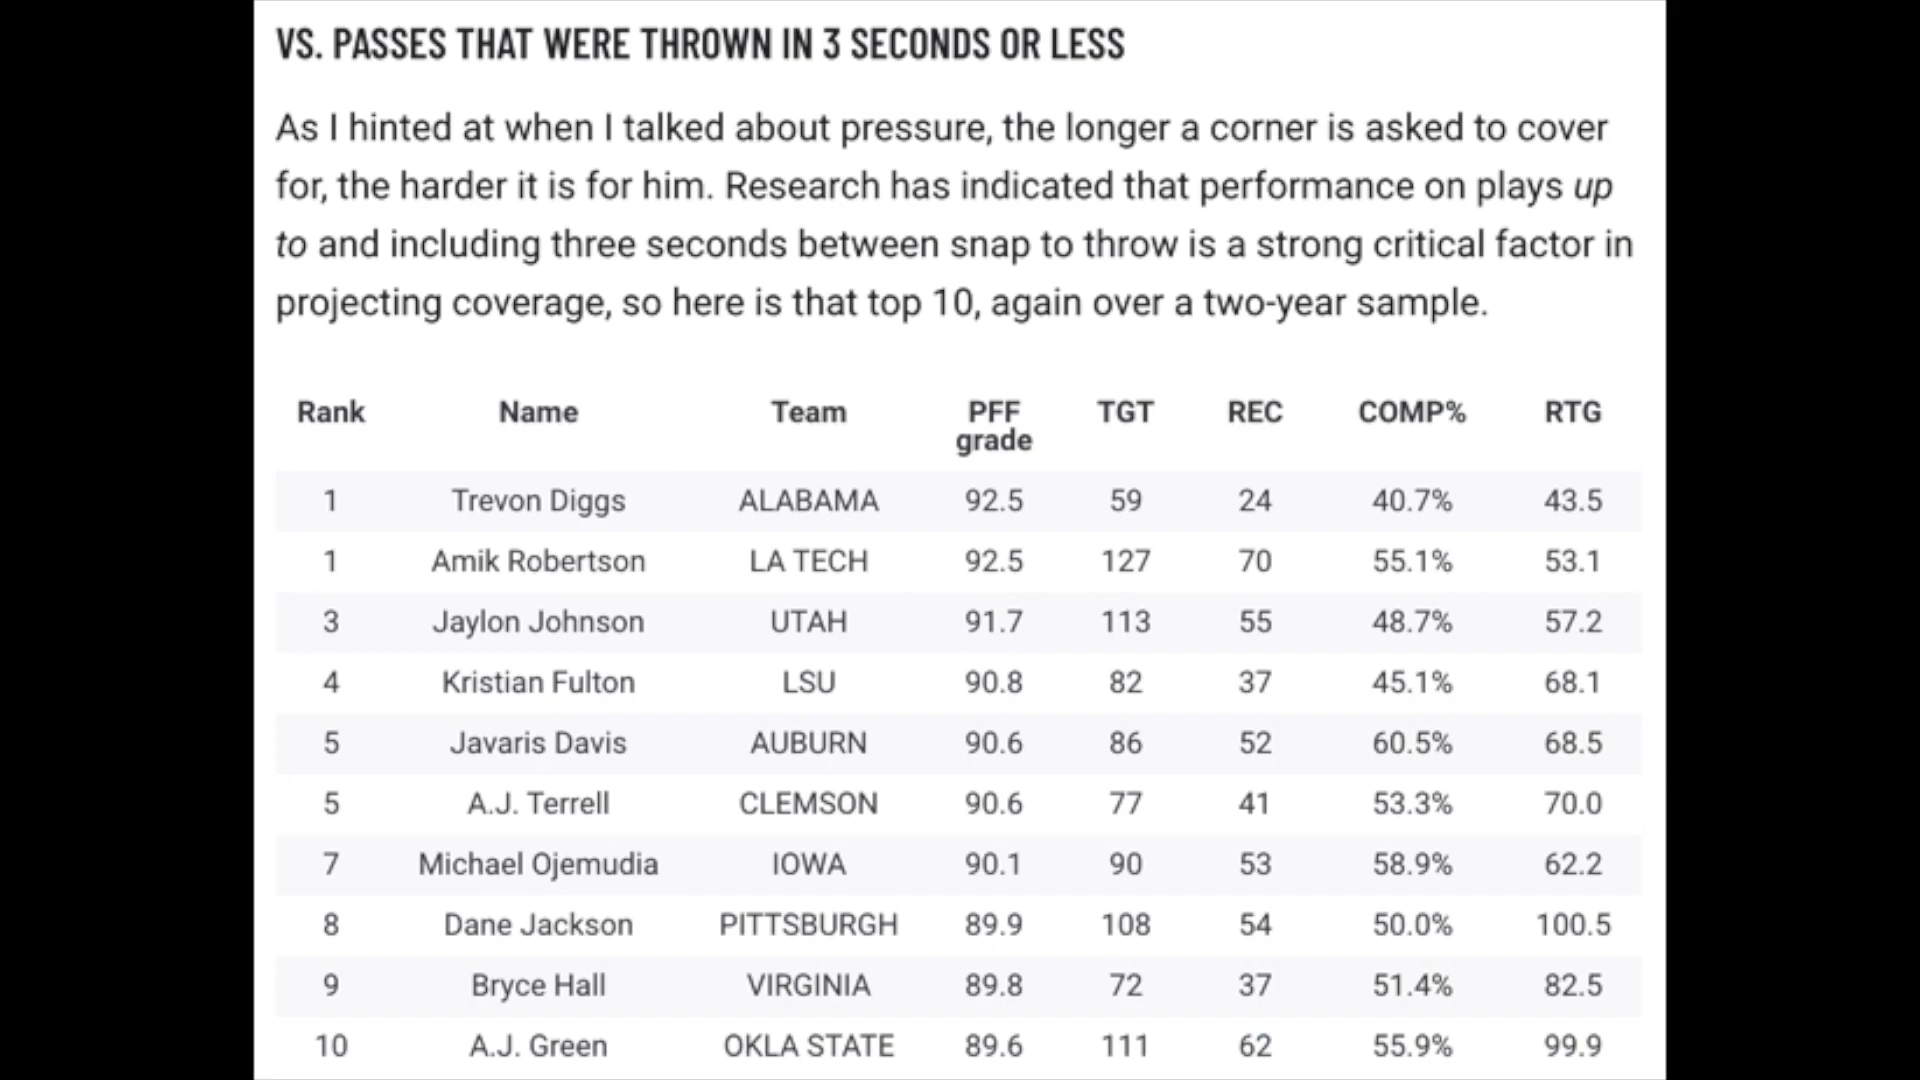 VS. PASSES THAT WERE THROWN IN 3 SECONDS OR LESS
As I hinted at when I talked about pressure, the longer a corner is asked to cover
for, the harder it is for him. Research has indicated that performance on plays up
to and including three seconds between snap to throw is a strong critical factor in
projecting coverage, so here is that top 10, again over a two-year sample.
Rank Name Team PFF grade TGT REC COMP% RTG
1 Trevon Diggs ALABAMA 92.5 59 24 40.7% 43.5
1 Amik Robertson LA TECH 92.5 127 70 55.1% 53.1
3 Jaylon Johnson UTAH 91.7 113 55 48.7% 57.2
4 Kristian Fulton LSU 90.8 82 37 45.1% 68.1
5 Javaris Davis AUBURN 90.6 86 52 60.5% 68.5
5 A.J. Terrell CLEMSON 90.6 77 41 53.3% 70.0
7 Michael Ojemudia IOWA 90.1 90 53 58.9% 62.2
8 Dane Jackson PITTSBURGH 89.9 108 54 50.0% 100.5
9 Bryce Hall VIRGINIA 89.8 72 37 51.4% 82.5
10 A.J. Green OKLA STATE 89.6 111 62 55.9% 99.9